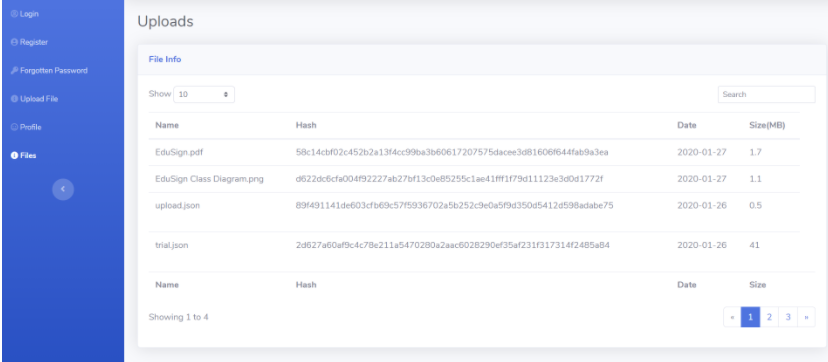 Login
Register
Forgotten Password
Upload File
Profile
Files
Uploads
File Info
Show 10
Search
Name Hash Date Size(MB)
EduSign.pdf 58c14cbf02c452b2a13f4cc99ba3b60617207575dacee3d81606f644fab9a3ea 2020-01-27 1.7
EduSign Class Diagram.png d622dc6cfa004f92227ab27bf13c0e85255c1ae41fff1f79d11123e3d0d1772f 2020-01-27 1.1
upload.json 89f491141de603cfb69c57f5936702a5b252c9e0a5f9d350d5412d598adabe75 2020-01-26 0.5
trial.json 2d627a60af9c4c78e211a5470280a2aac6028290ef35af231f317314f2485a84 2020-01-26 41
Name Hash Date Size
Showing 1 to 4
« 1 2 3 »